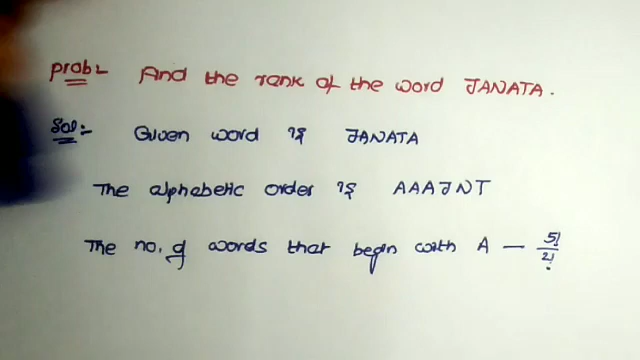 Prob:- Find the rank of the word JANATA.
Sol:- Given word is JANATA
The alphabetic order is AAAJNT
The no. of words that begin with A — 5!/2!